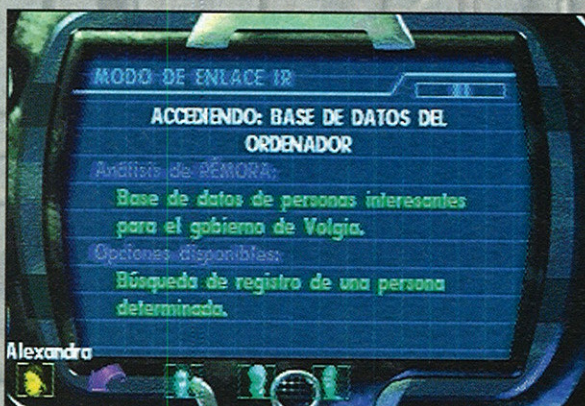 MODO DE ENLACE IR
ACCEDIENDO: BASE DE DATOS DEL
ORDENADOR
Análisis de RÉMORA:
Base de datos de personas interesantes
para el gobierno de Volgia.
Opciones disponibles:
Búsqueda de registro de una persona
determinada.
Alexandra